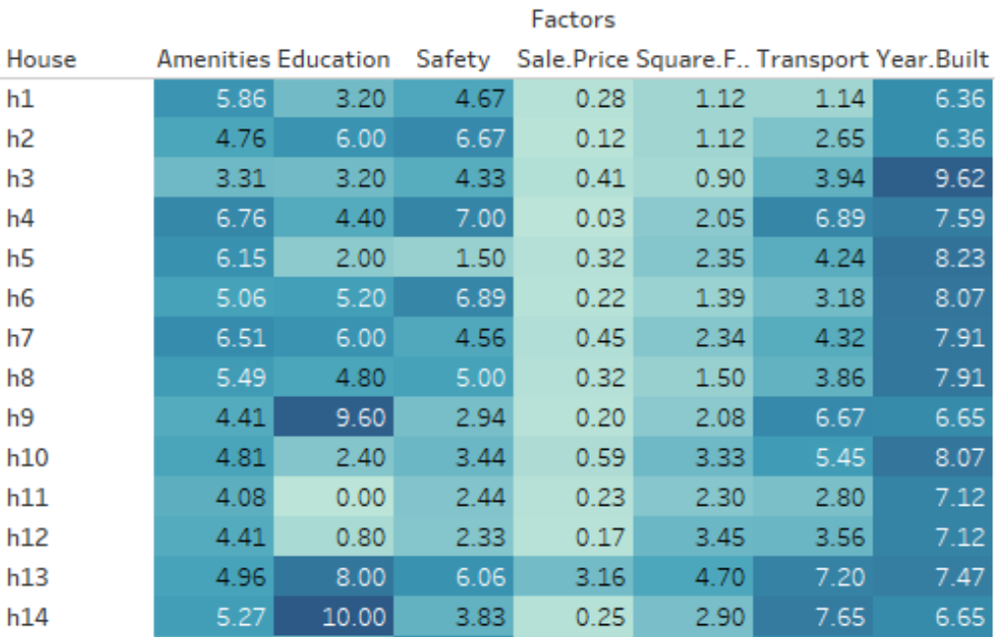 Factors
House Amenities Education Safety Sale.Price Square.F.. Transport Year.Built
h1 5.86 3.20 4.67 0.28 1.12 1.14 6.36
h2 4.76 6.00 6.67 0.12 1.12 2.65 6.36
h3 3.31 3.20 4.33 0.41 0.90 3.94 9.62
h4 6.76 4.40 7.00 0.03 2.05 6.89 7.59
h5 6.15 2.00 1.50 0.32 2.35 4.24 8.23
h6 5.06 5.20 6.89 0.22 1.39 3.18 8.07
h7 6.51 6.00 4.56 0.45 2.34 4.32 7.91
h8 5.49 4.80 5.00 0.32 1.50 3.86 7.91
h9 4.41 9.60 2.94 0.20 2.08 6.67 6.65
h10 4.81 2.40 3.44 0.59 3.33 5.45 8.07
h11 4.08 0.00 2.44 0.23 2.30 2.80 7.12
h12 4.41 0.80 2.33 0.17 3.45 3.56 7.12
h13 4.96 8.00 6.06 3.16 4.70 7.20 7.47
h14 5.27 10.00 3.83 0.25 2.90 7.65 6.65